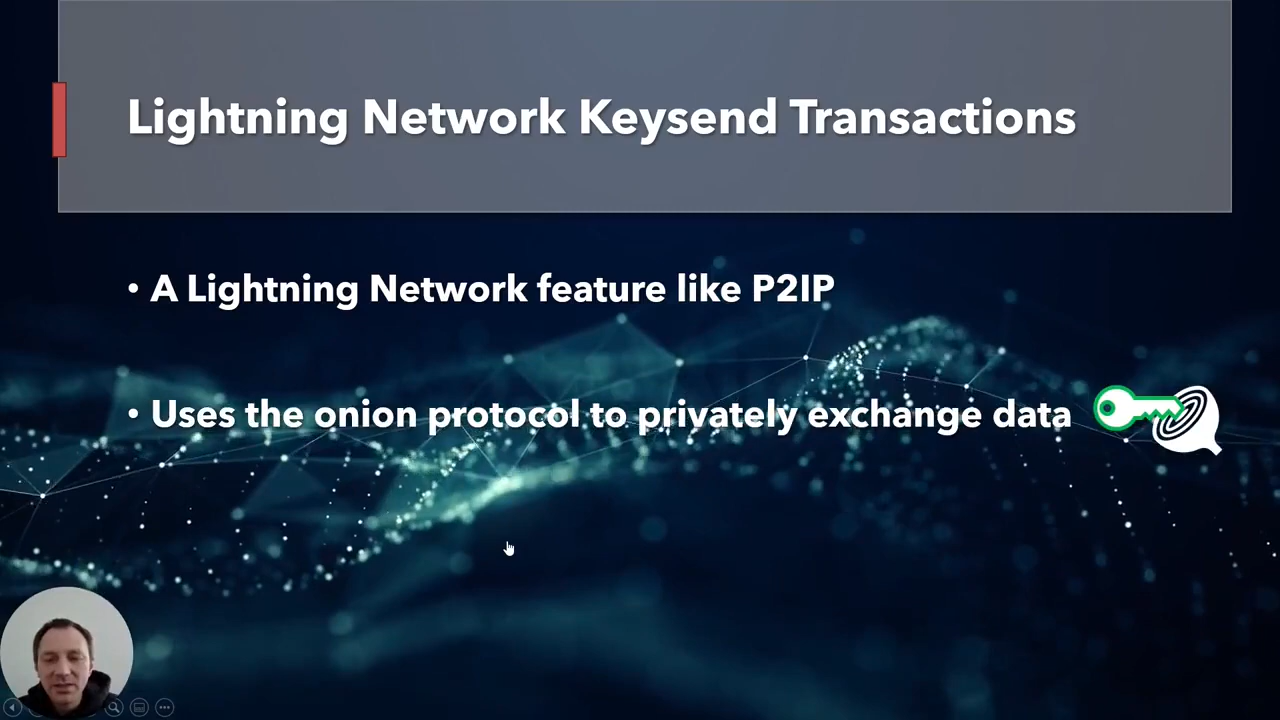 Lightning Network Keysend Transactions
• A Lightning Network feature like P2IP
• Uses the onion protocol to privately exchange data